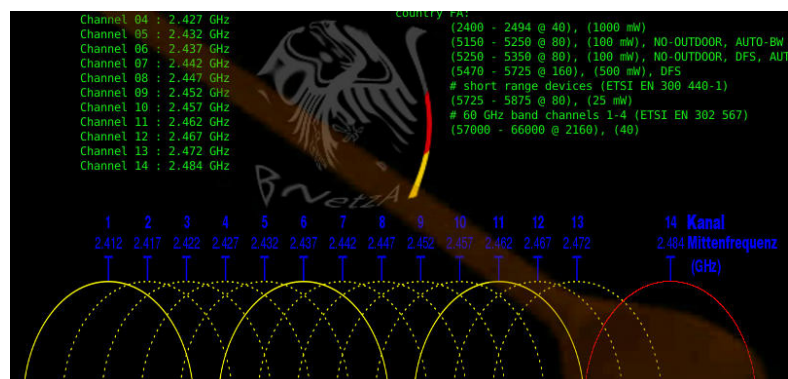 Channel 04 : 2.427 GHz
Channel 05 : 2.432 GHz
Channel 06 : 2.437 GHz
Channel 07 : 2.442 GHz
Channel 08 : 2.447 GHz
Channel 09 : 2.452 GHz
Channel 10 : 2.457 GHz
Channel 11 : 2.462 GHz
Channel 12 : 2.467 GHz
Channel 13 : 2.472 GHz
Channel 14 : 2.484 GHz
country PA:
(2400 - 2494 @ 40), (1000 mW)
(5150 - 5250 @ 80), (100 mW), NO-OUTDOOR, AUTO-BW
(5250 - 5350 @ 80), (100 mW), NO-OUTDOOR, DFS, AUT
(5470 - 5725 @ 160), (500 mW), DFS
# short range devices (ETSI EN 300 440-1)
(5725 - 5875 @ 80), (25 mW)
# 60 GHz band channels 1-4 (ETSI EN 302 567)
(57000 - 66000 @ 2160), (40)
BNetzA
1 2 3 4 5 6 7 8 9 10 11 12 13 14 Kanal
2.412 2.417 2.422 2.427 2.432 2.437 2.442 2.447 2.452 2.457 2.462 2.467 2.472 2.484 Mittenfrequenz
(GHz)